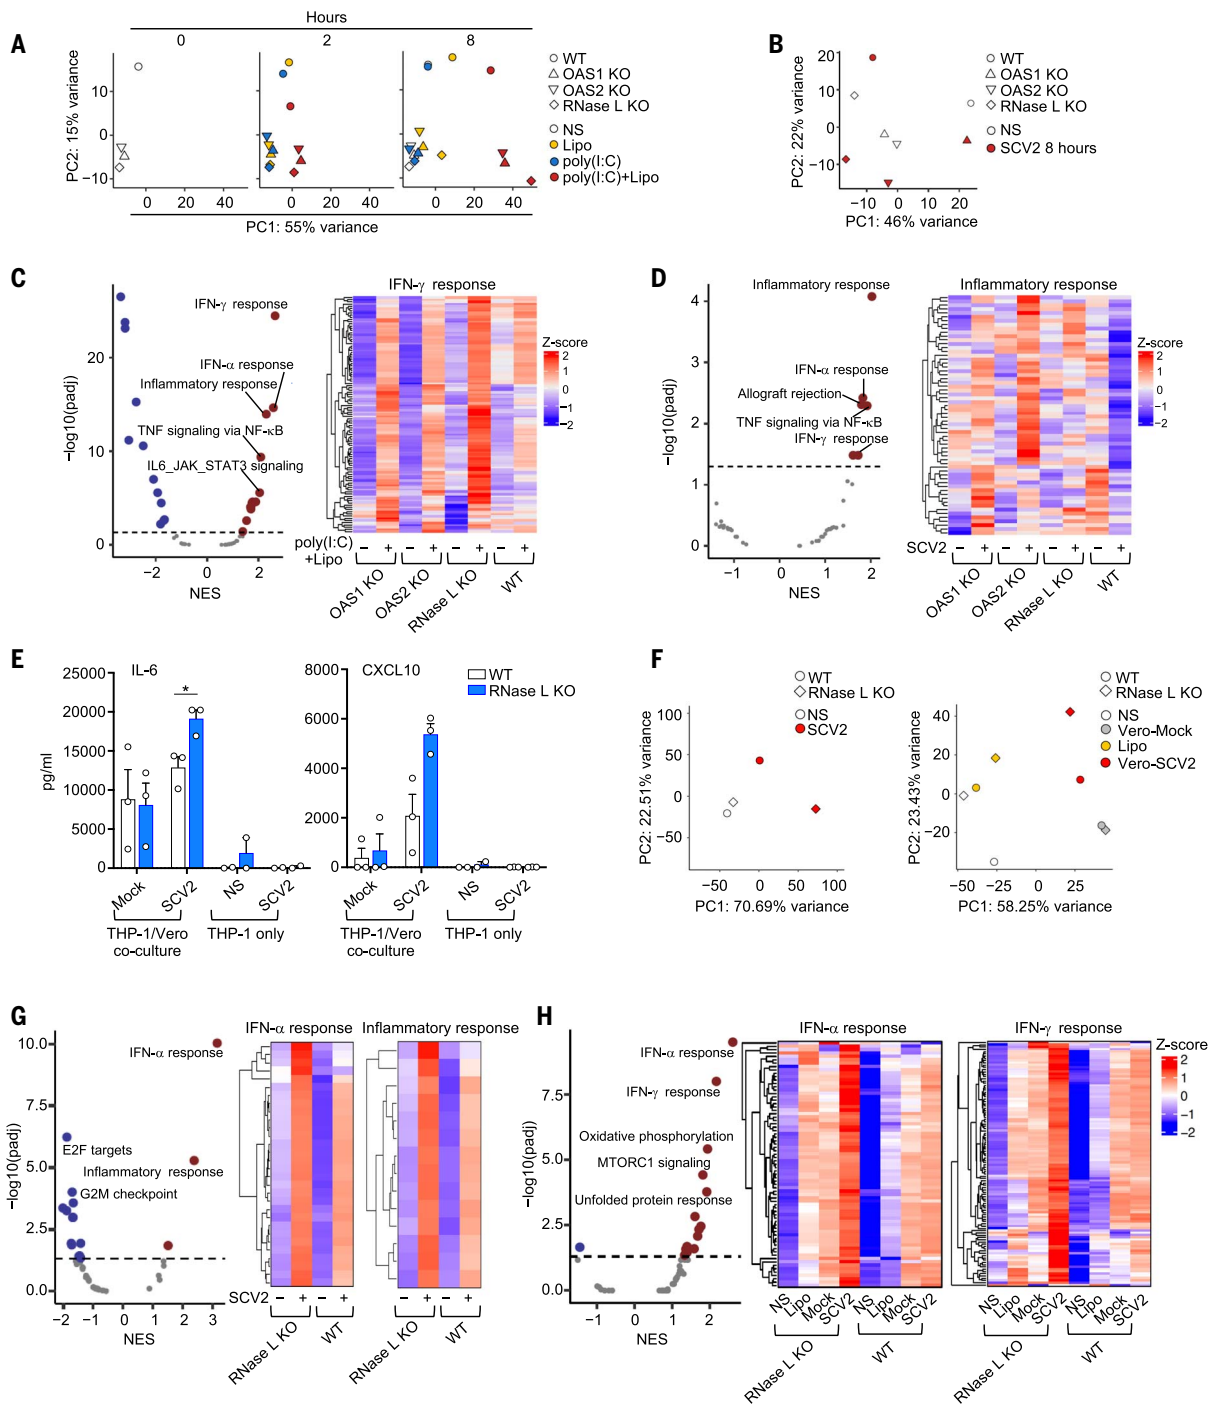 A
Hours
0
2
8
PC2: 15% variance
10
0
−10
0 20 40
0 20 40
0 20 40
PC1: 55% variance
WT
OAS1 KO
OAS2 KO
RNase L KO
NS
Lipo
poly(I:C)
poly(I:C)+Lipo
B
PC2: 22% variance
20
10
0
−10
−10 0 10 20
PC1: 46% variance
WT
OAS1 KO
OAS2 KO
RNase L KO
NS
SCV2 8 hours
C
−log10(padj)
20
10
0
−2 0 2
NES
IFN-γ response
IFN-α response
Inflammatory response
TNF signaling via NF-κB
IL6_JAK_STAT3 signaling
IFN-γ response
Z-score
2
1
0
−1
−2
poly(I:C)
+Lipo
− + − + − + − +
OAS1 KO
OAS2 KO
RNase L KO
WT
D
−log10(padj)
4
3
2
1
0
−1 0 1 2
NES
Inflammatory response
IFN-α response
Allograft rejection
TNF signaling via NF-κB
IFN-γ response
Inflammatory response
Z-score
2
1
0
−1
−2
SCV2
− + − + − + − +
OAS1 KO
OAS2 KO
RNase L KO
WT
E
pg/ml
IL-6
25000
20000
15000
10000
5000
0
*
Mock
SCV2
NS
SCV2
THP-1/Vero
co-culture
THP-1 only
CXCL10
8000
6000
4000
2000
0
Mock
SCV2
NS
SCV2
THP-1/Vero
co-culture
THP-1 only
WT
RNase L KO
F
PC2: 22.51% variance
100
50
0
−50
−50 0 50 100
PC1: 70.69% variance
WT
RNase L KO
NS
SCV2
PC2: 23.43% variance
40
20
0
−20
−50 −25 0 25
PC1: 58.25% variance
WT
RNase L KO
NS
Vero-Mock
Lipo
Vero-SCV2
G
−log10(padj)
10.0
7.5
5.0
2.5
0.0
−2 −1 0 1 2 3
NES
IFN-α response
E2F targets
Inflammatory response
G2M checkpoint
IFN-α response
Inflammatory response
SCV2
− + − +
− + − +
RNase L KO
WT
RNase L KO
WT
H
−log10(padj)
7.5
5.0
2.5
0.0
−1 0 1 2
NES
IFN-α response
IFN-γ response
Oxidative phosphorylation
MTORC1 signaling
Unfolded protein response
IFN-α response
IFN-γ response
Z-score
2
1
0
−1
−2
NS
Lipo
Mock
SCV2
NS
Lipo
Mock
SCV2
RNase L KO
WT
NS
Lipo
Mock
SCV2
NS
Lipo
Mock
SCV2
RNase L KO
WT